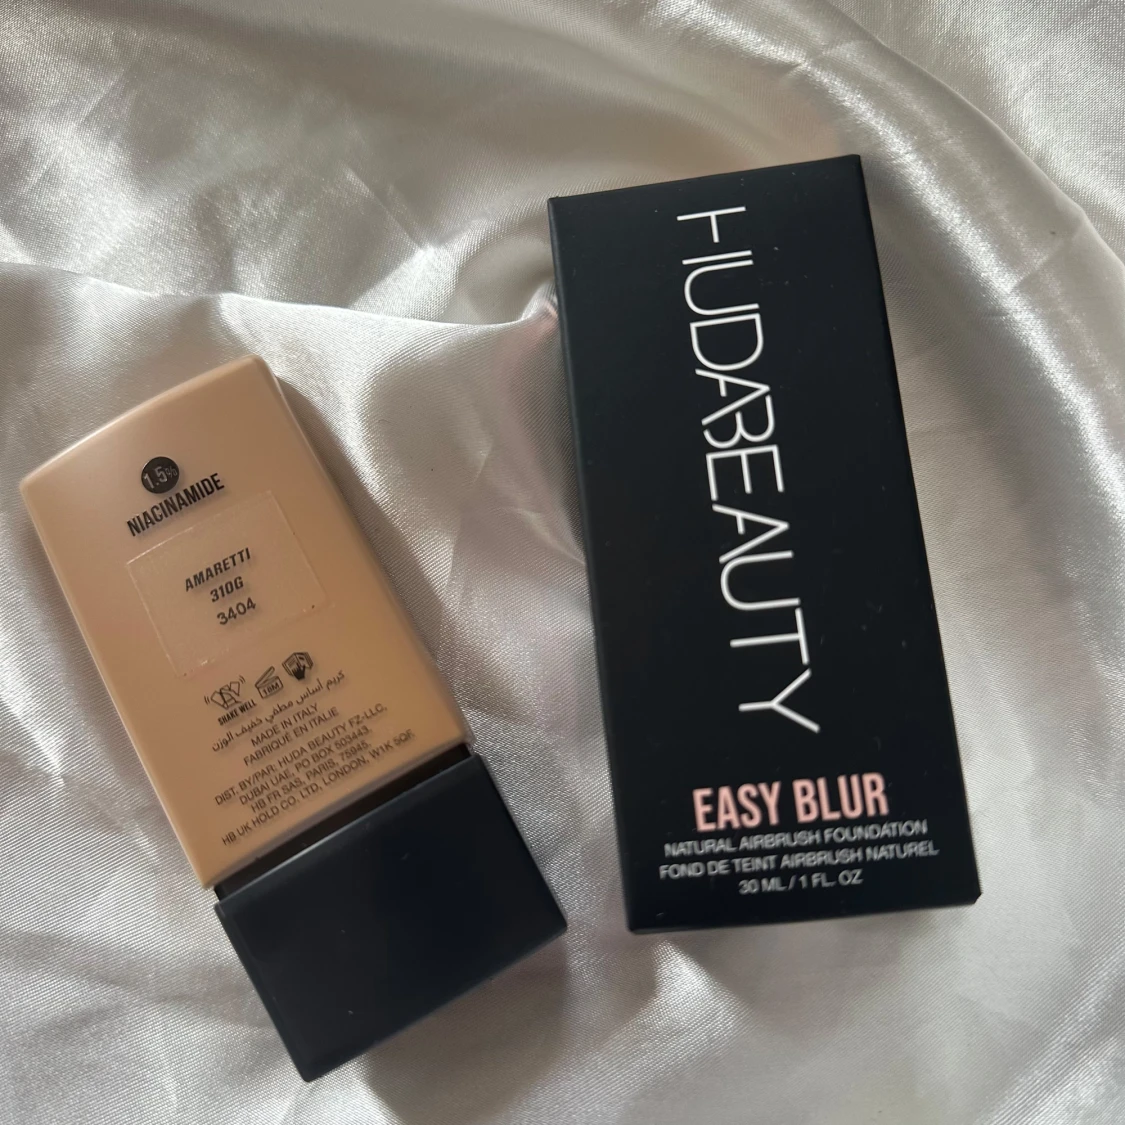 1.5%
NIACINAMIDE
AMARETTI
310G
3404
SHAKE WELL
18M
كريم أساس مطفي خفيف الوزن
MADE IN ITALY
FABRIQUÉ EN ITALIE
DIST. BY/PAR: HUDA BEAUTY FZ-LLC,
DUBAI UAE, PO BOX 503443.
HB FR SAS, PARIS, 75945.
HB UK HOLD CO. LTD, LONDON, W1K 5QF.
HUDABEAUTY
EASY BLUR
NATURAL AIRBRUSH FOUNDATION
FOND DE TEINT AIRBRUSH NATUREL
30 ML / 1 FL. OZ